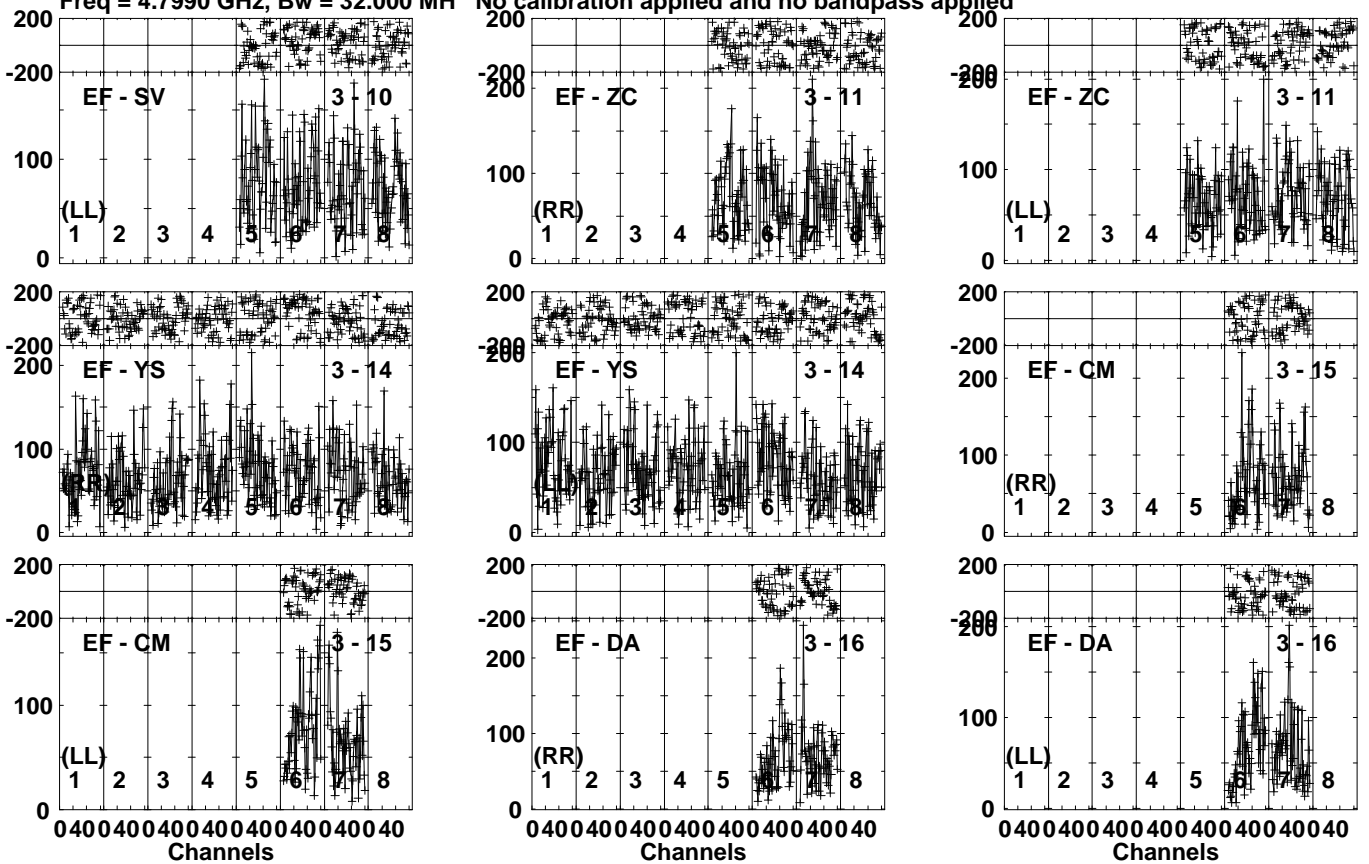 Freq = 4.7990 GHz, Bw = 32.000 MH No calibration applied and no bandpass applied
200 200 200
-200 -200 -200
200 200
EF - SV 3 - 10 EF - ZC 3 - 11 EF - ZC 3 - 11
100 100 100
(LL) (RR) (LL)
1 2 3 4 5 6 7 8 1 2 3 4 5 6 7 8 1 2 3 4 5 6 7 8
0 0 0
200 200 200
-200 -200 -200
200 200 200
EF - YS 3 - 14 EF - YS 3 - 14 EF - CM 3 - 15
100 100 100
(RR) (LL) (RR)
1 2 3 4 5 6 7 8 1 2 3 4 5 6 7 8 1 2 3 4 5 6 7 8
0 0 0
200 200 200
-200 -200 -200
200 200
EF - CM 3 - 15 EF - DA 3 - 16 EF - DA 3 - 16
100 100 100
(LL) (RR) (LL)
1 2 3 4 5 6 7 8 1 2 3 4 5 6 7 8 1 2 3 4 5 6 7 8
0 0 0
0 40 0 40 0 40 0 40 0 40 0 40 0 40 0 40 0 40 0 40 0 40 0 40 0 40 0 40 0 40 0 40 0 40 0 40 0 40 0 40 0 40 0 40 0 40 0 40
Channels Channels Channels